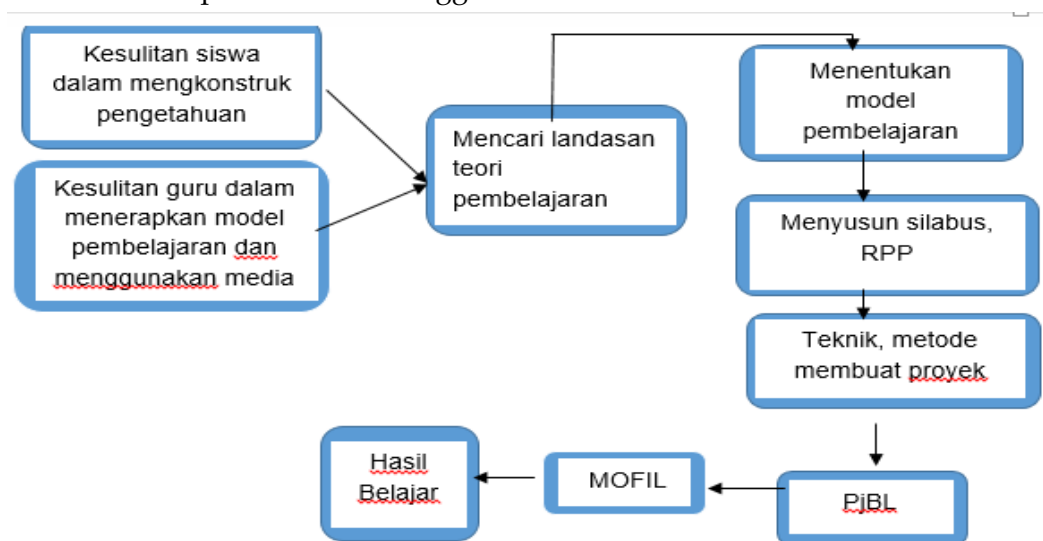 Kesulitan siswa
dalam mengkonstruk
pengetahuan
Kesulitan guru dalam
menerapkan model
pembelajaran dan
menggunakan media
Mencari landasan
teori
pembelajaran
Menentukan
model
pembelajaran
Menyusun silabus,
RPP
Teknik, metode
membuat proyek
PjBL
MOFIL
Hasil
Belajar